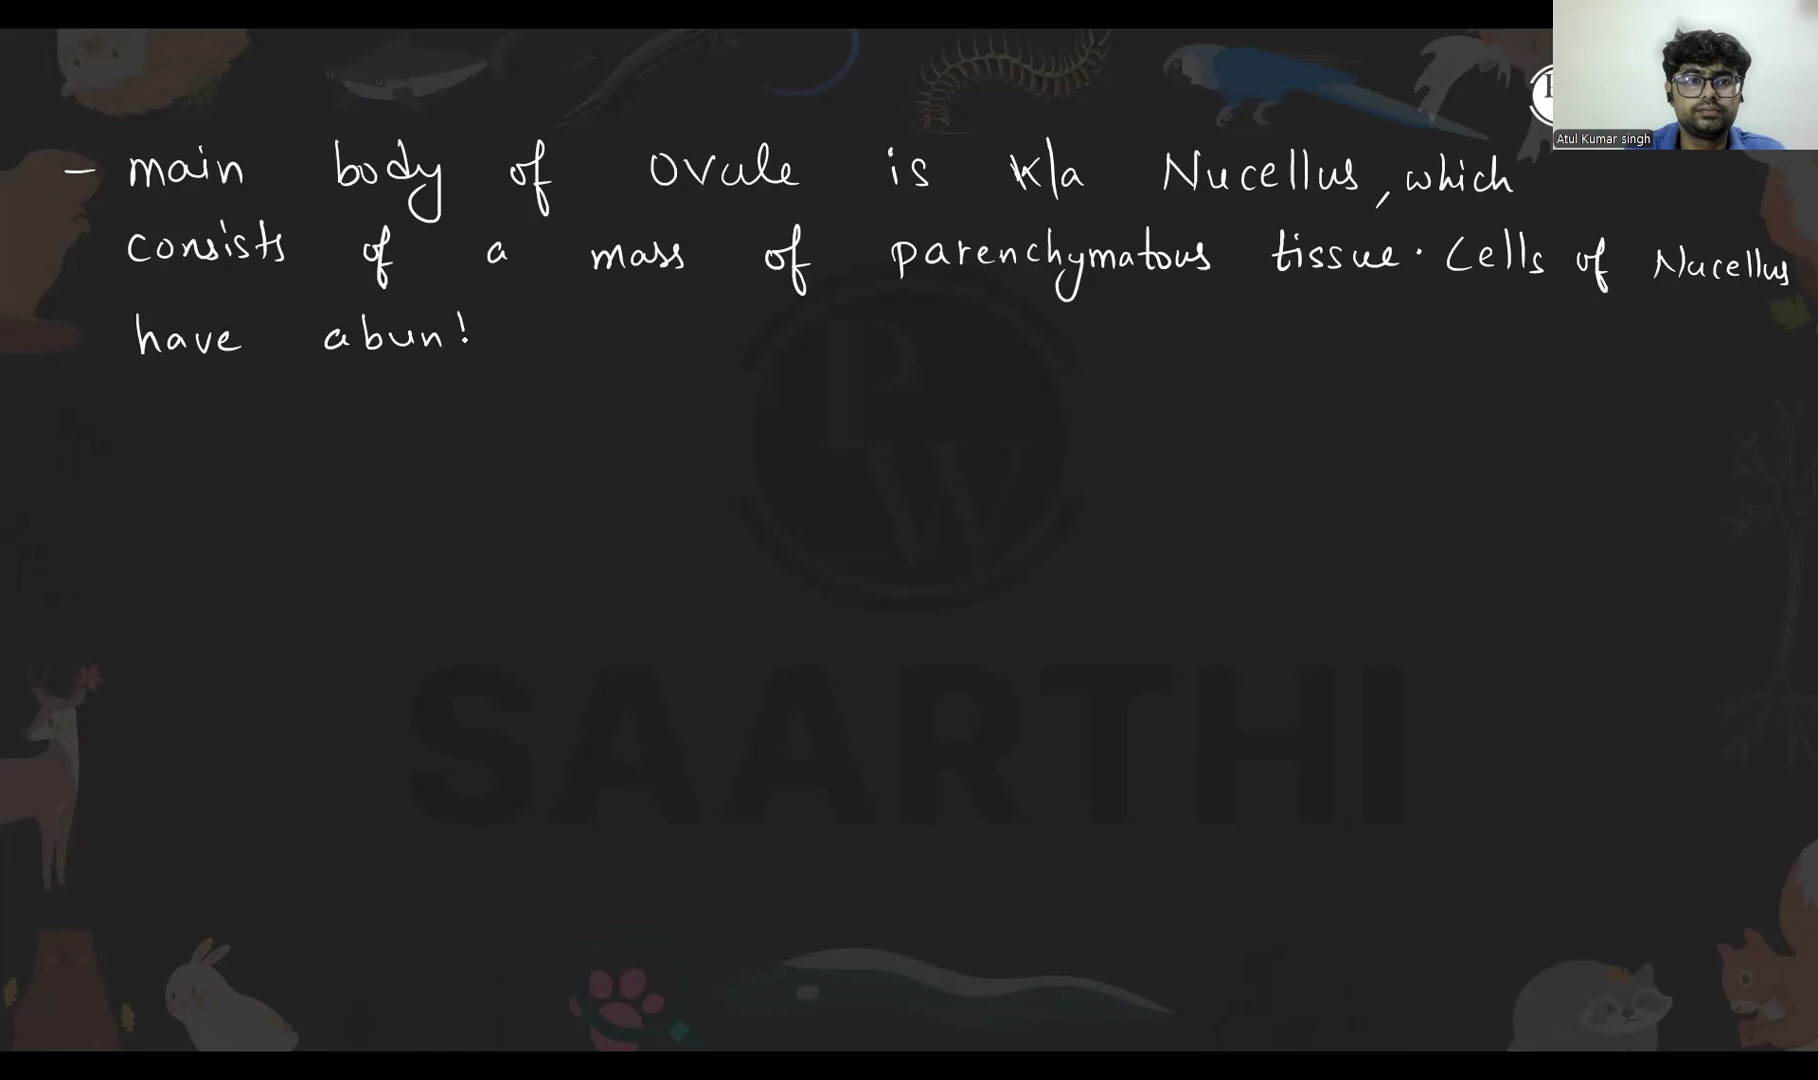 Atul Kumar singh
- main body of ovule is k/a Nucellus, which
consists of a mass of parenchymatous tissue. Cells of Nucellus
have abun
PW
SAARTHI